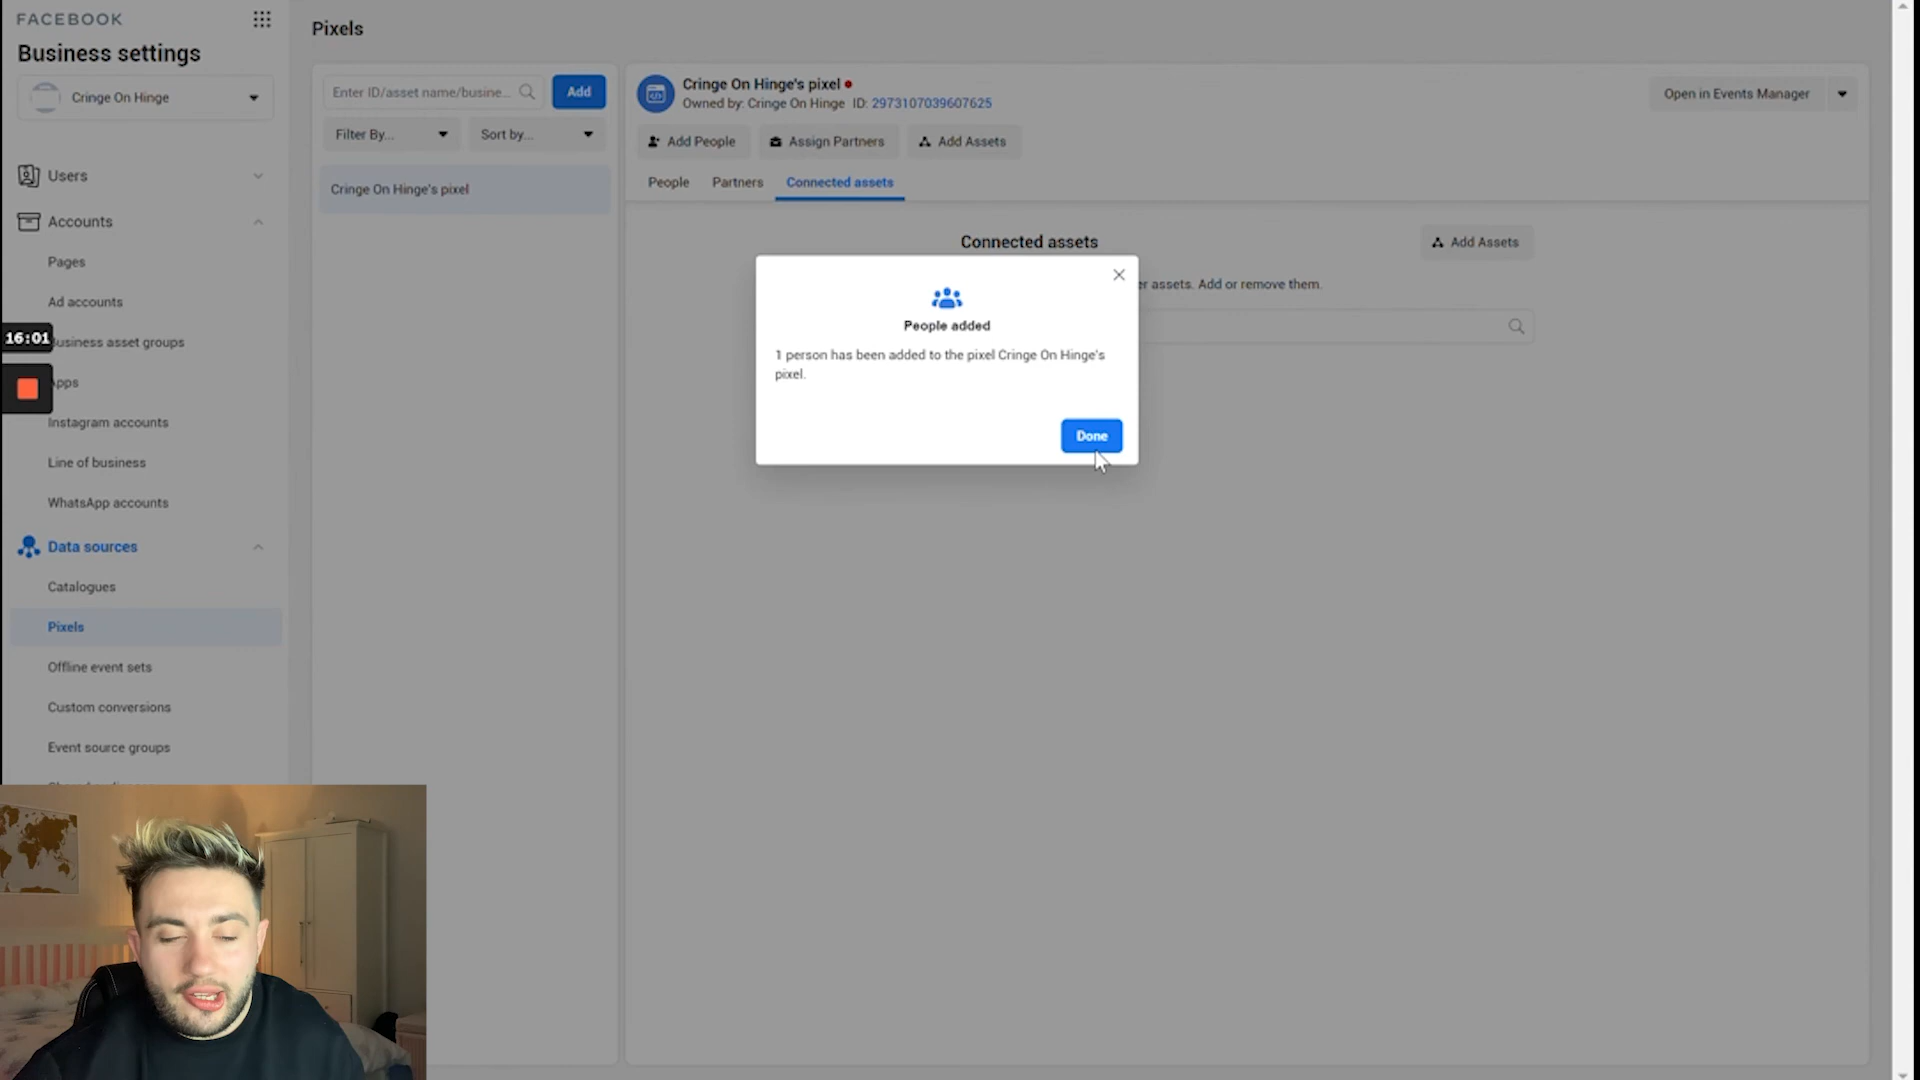 FACEBOOK
Business settings
Cringe On Hinge
Users
Accounts
Pages
Ad accounts
16:01
usiness asset groups
pps
Instagram accounts
Line of business
WhatsApp accounts
Data sources
Catalogues
Pixels
Offline event sets
Custom conversions
Event source groups
Pixels
Enter ID/asset name/busine...
Add
Filter By...
Sort by...
Cringe On Hinge's pixel
Cringe On Hinge's pixel
Owned by: Cringe On Hinge ID: 2973107039607625
Open in Events Manager
Add People
Assign Partners
Add Assets
People
Partners
Connected assets
Connected assets
Add Assets
er assets. Add or remove them.
People added
1 person has been added to the pixel Cringe On Hinge's
pixel.
Done